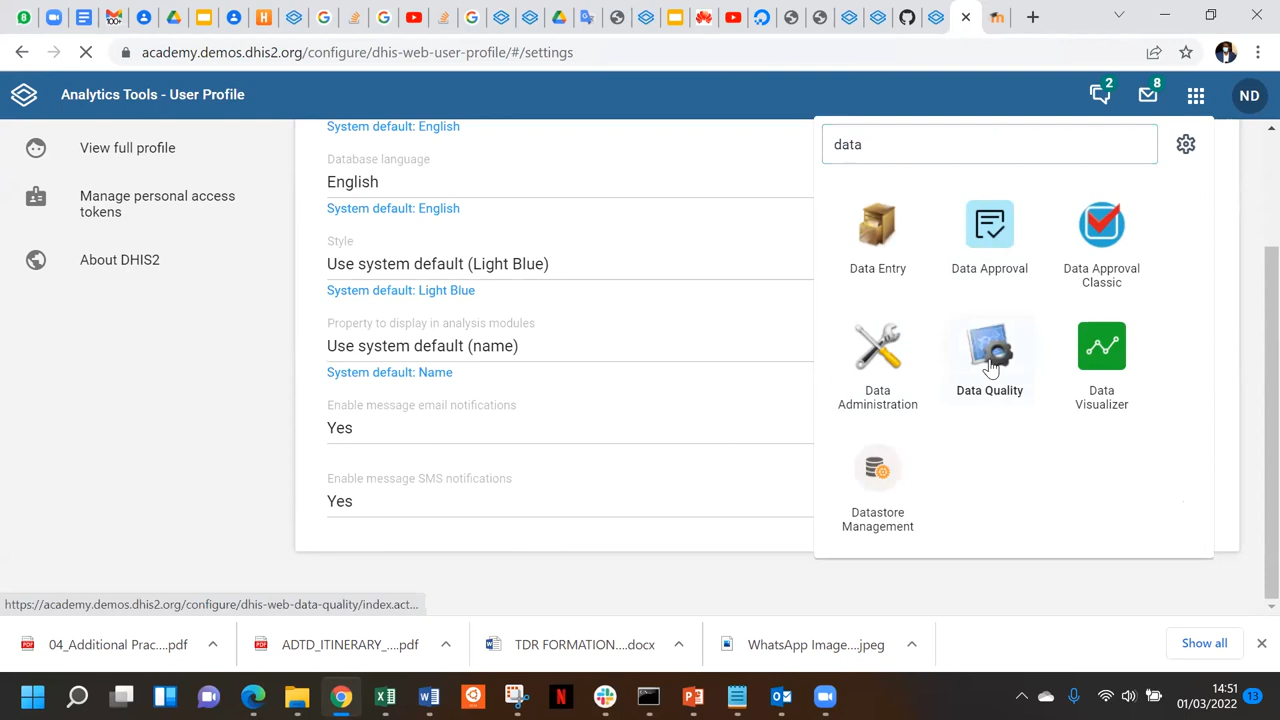 8
100+
academy.demos.dhis2.org/configure/dhis-web-user-profile/#/settings
Analytics Tools - User Profile
2
8
ND
View full profile
Manage personal access
tokens
About DHIS2
System default: English
Database language
English
System default: English
Style
Use system default (Light Blue)
System default: Light Blue
Property to display in analysis modules
Use system default (name)
System default: Name
Enable message email notifications
Yes
Enable message SMS notifications
Yes
data
Data Entry
Data Approval
Data Approval
Classic
Data
Administration
Data Quality
Data
Visualizer
Datastore
Management
https://academy.demos.dhis2.org/configure/dhis-web-data-quality/index.act...
04_Additional Prac....pdf
ADTD_ITINERARY_....pdf
TDR FORMATION....docx
WhatsApp Image....jpeg
Show all
14:51
01/03/2022
13